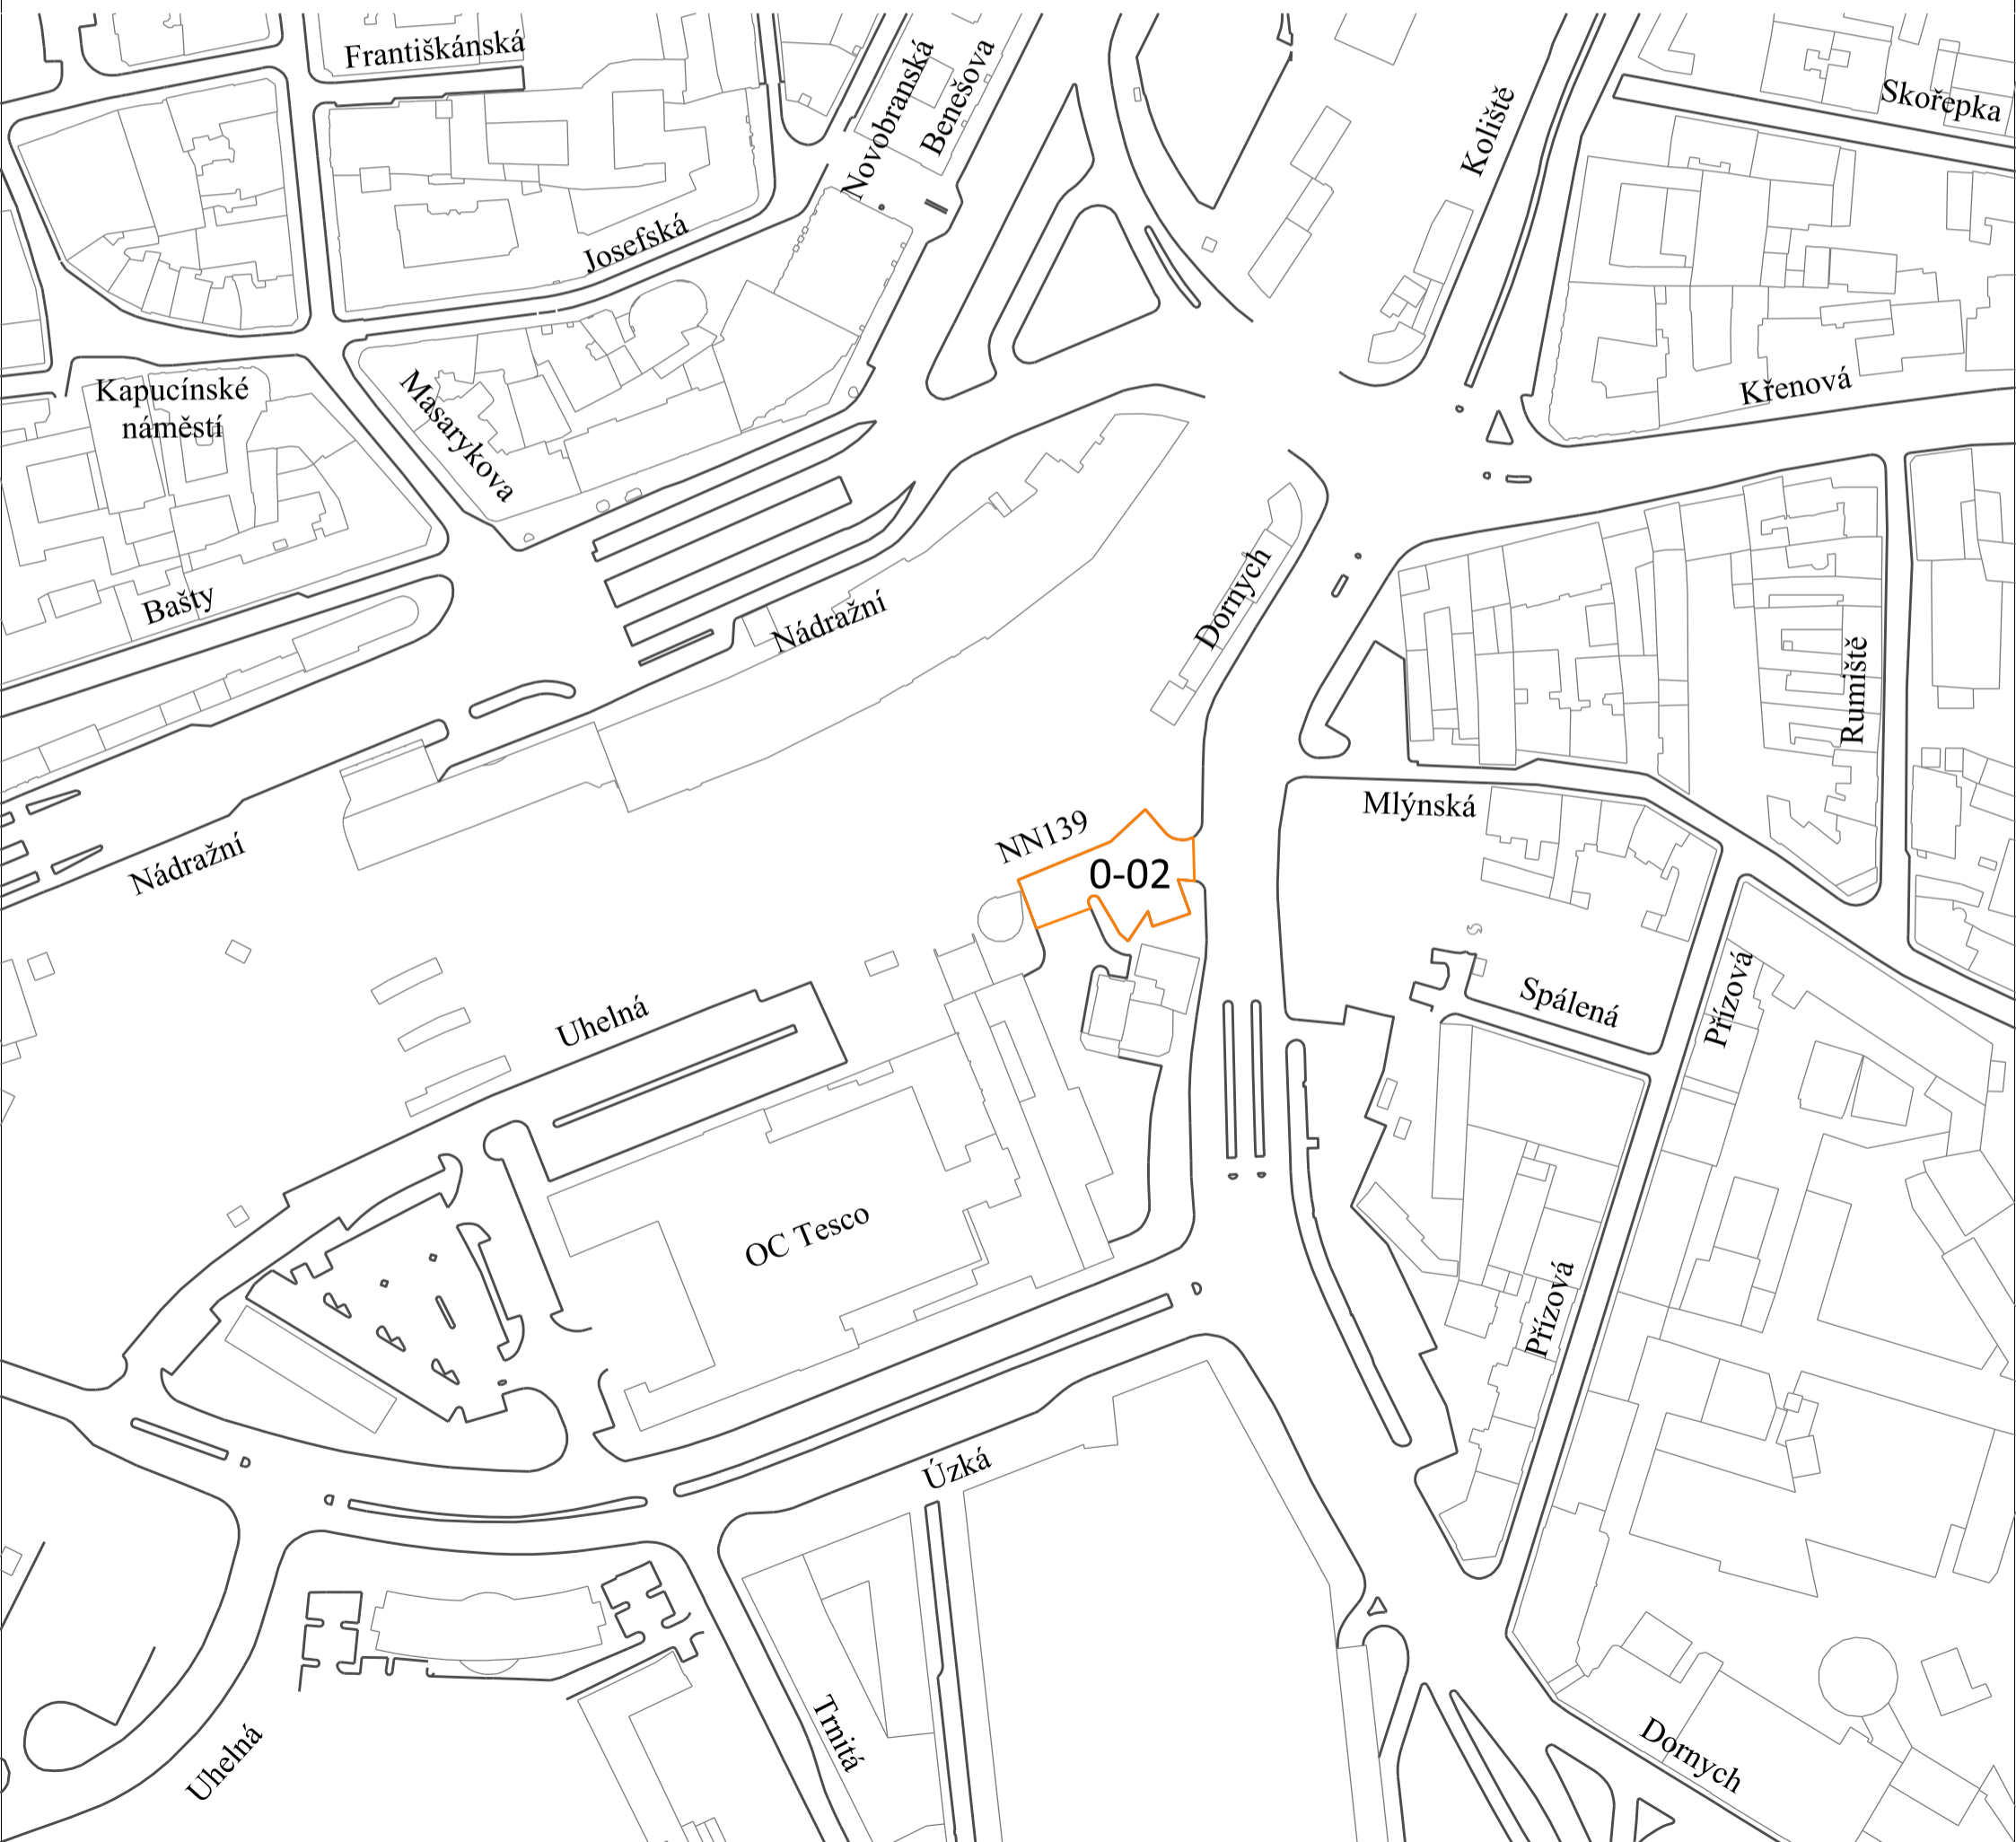 Františkánská
Novobranská
Benešova
Koliště
Skořepka
Josefská
Kapucínské
náměstí
Masarykova
Křenová
Bašty
Nádražní
Dornych
Rumiště
Mlýnská
NN139
0-02
Nádražní
Uhelná
Spálená
Přízová
OC Tesco
Přízová
Úzká
Trnitá
Uhelná
Dornych